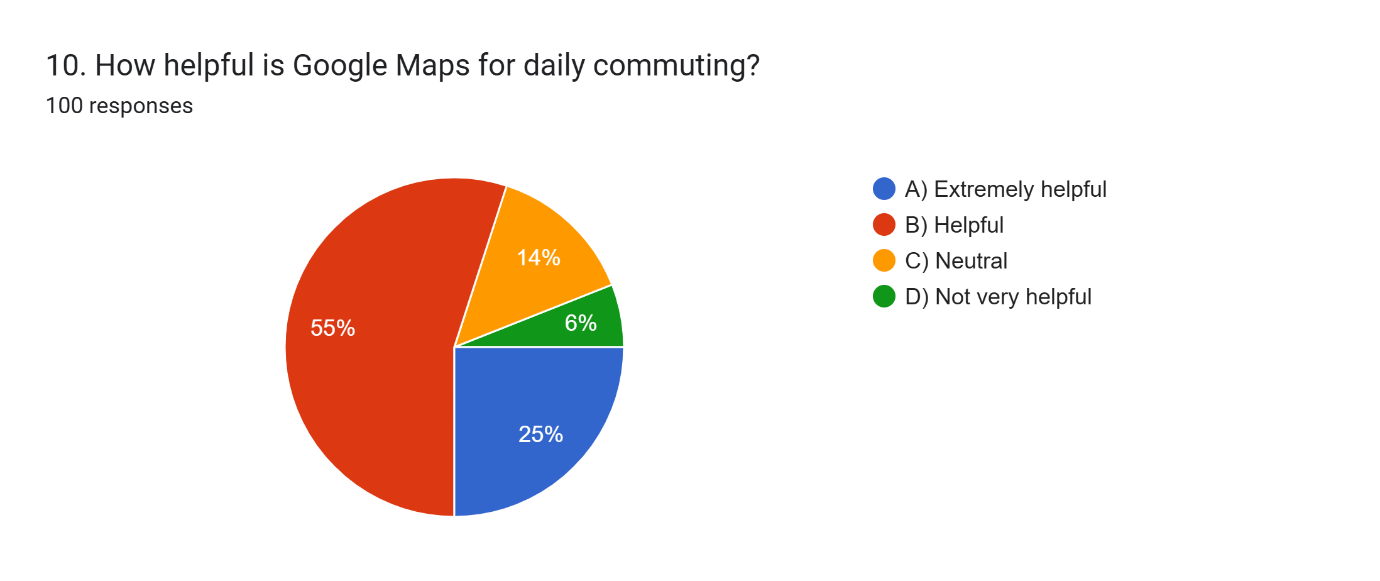 10. How helpful is Google Maps for daily commuting?
100 responses
14%
55%
6%
25%
A) Extremely helpful
B) Helpful
C) Neutral
D) Not very helpful